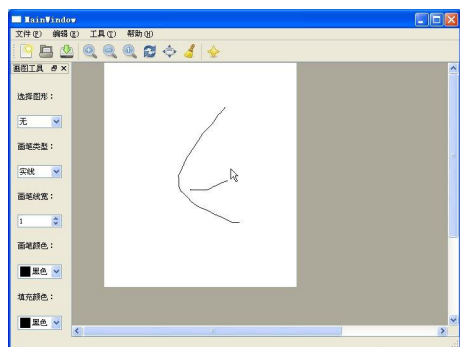 MainWindow
文件(F) 编辑(E) 工具(T) 帮助(H)
画图工具
选择图形：
无
画笔类型：
实线
画笔线宽：
1
画笔颜色：
黑色
填充颜色：
黑色